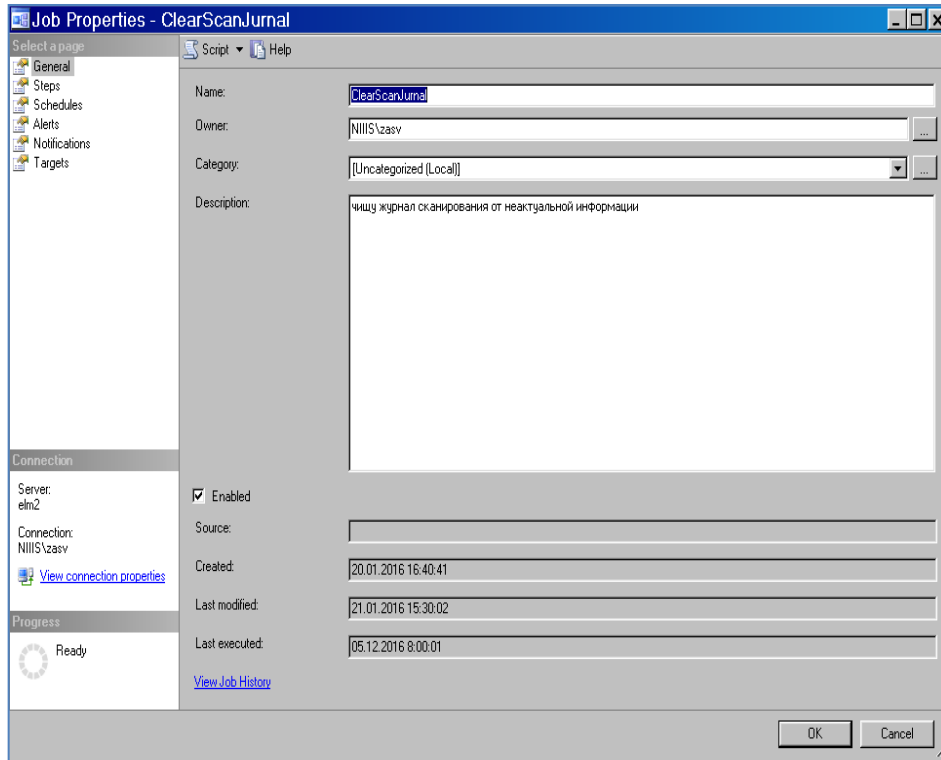 Job Properties - ClearScanJurnal
Select a page
General
Steps
Schedules
Alerts
Notifications
Targets
Script Help
Name: ClearScanJurnal
Owner: NIIIS\zasv ...
Category: [Uncategorized (Local)] ...
Description: чищу журнал сканирования от неактуальной информации
Connection
Server:
elm2
Connection:
NIIIS\zasv
View connection properties
Progress
Ready
Enabled
Source:
Created: 20.01.2016 16:40:41
Last modified: 21.01.2016 15:30:02
Last executed: 05.12.2016 8:00:01
View Job History
OK Cancel